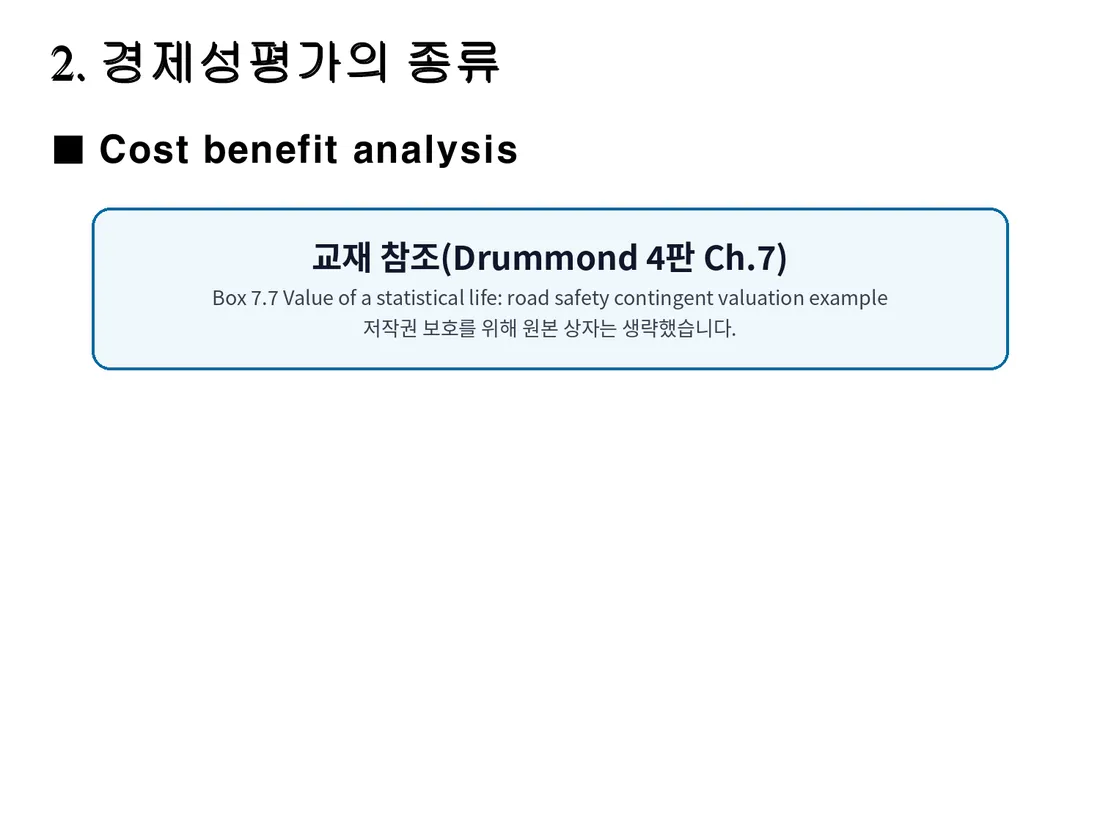 2. 경제성평가의 종류
■ Cost benefit analysis
교재 참조(Drummond 4판 Ch.7)
Box 7.7 Value of a statistical life: road safety contingent valuation example
저작권 보호를 위해 원본 상자는 생략했습니다.